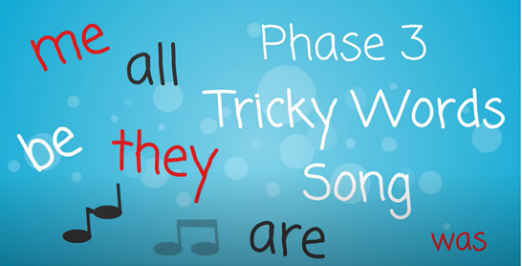 me
all
be
they
are
was
Phase 3
Tricky Words
Song